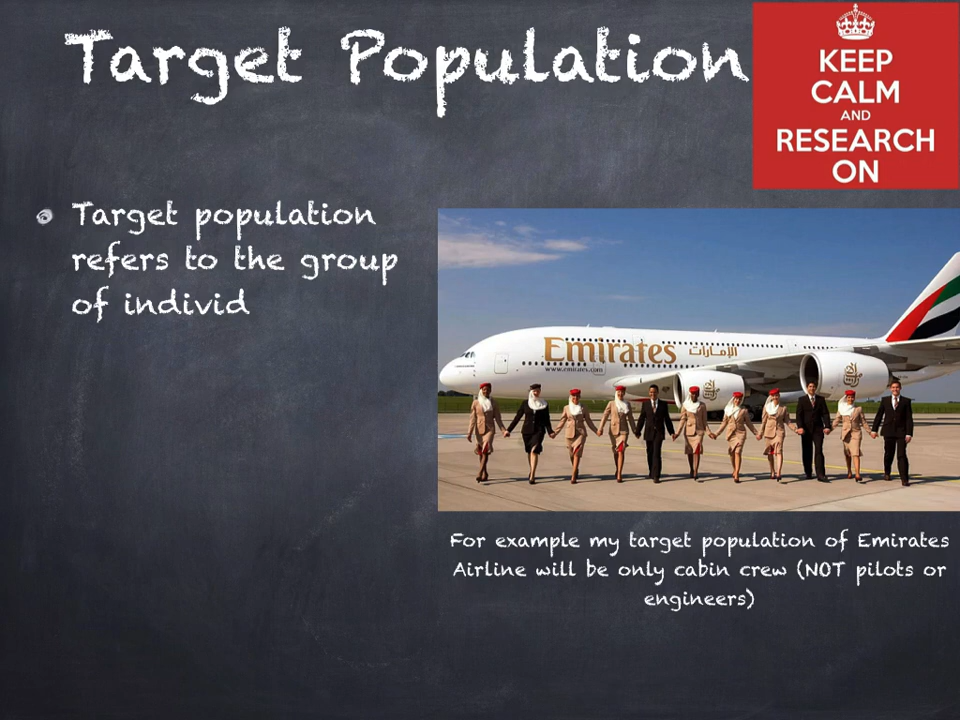 Target Population
KEEP
CALM
AND
RESEARCH
ON
Target population
refers to the group
of individ
Emirates الإمارات
www.emirates.com
For example my target population of Emirates
Airline will be only cabin crew (NOT pilots or
engineers)